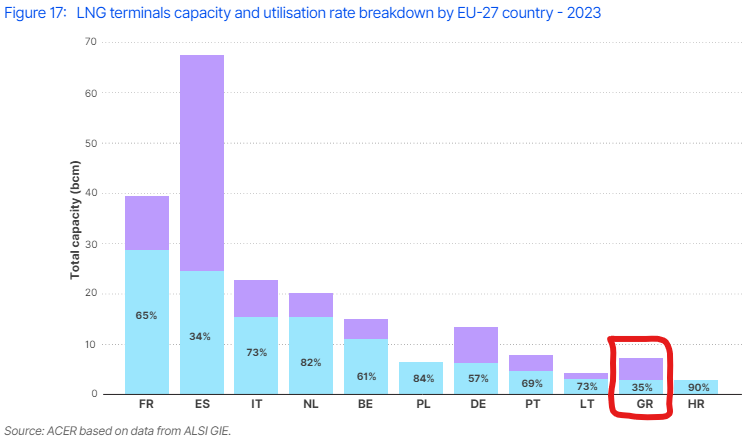 Figure 17: LNG terminals capacity and utilisation rate breakdown by EU-27 country - 2023
Total capacity (bcm)
70
60
50
40
30
20
10
0
65%
34%
73%
82%
61%
84%
57%
69%
73%
35%
90%
FR
ES
IT
NL
BE
PL
DE
PT
LT
GR
HR
Source: ACER based on data from ALSI GIE.